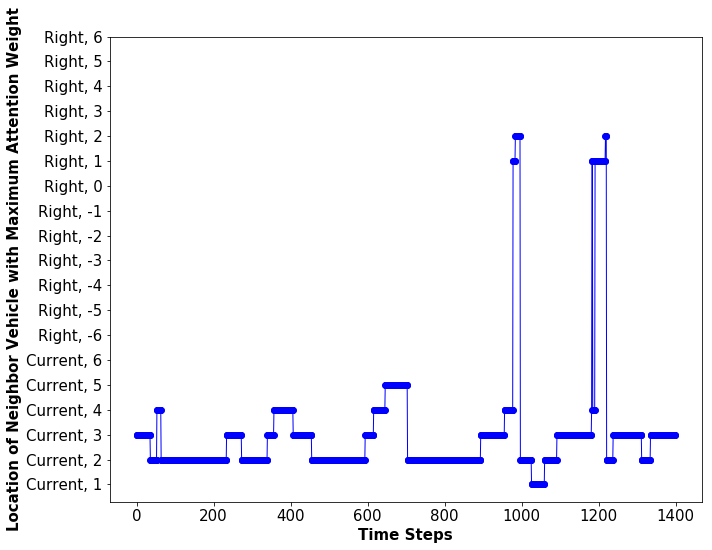 Location of Neighbor Vehicle with Maximum Attention Weight
Right, 6
Right, 5
Right, 4
Right, 3
Right, 2
Right, 1
Right, 0
Right, -1
Right, -2
Right, -3
Right, -4
Right, -5
Right, -6
Current, 6
Current, 5
Current, 4
Current, 3
Current, 2
Current, 1
0 200 400 600 800 1000 1200 1400
Time Steps